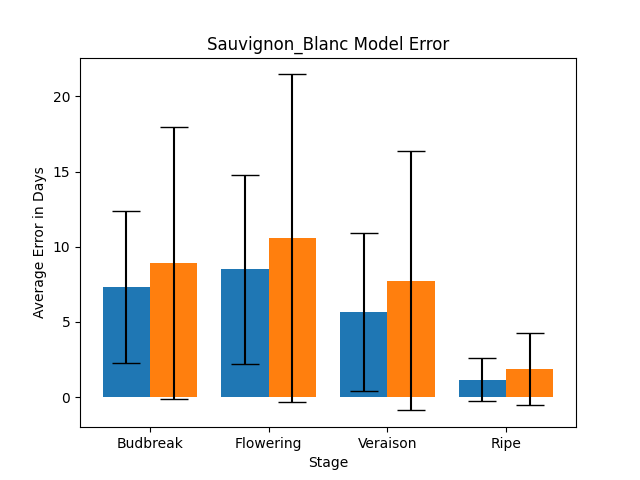 Sauvignon_Blanc Model Error
Average Error in Days
20
15
10
5
0
Budbreak Flowering Veraison Ripe
Stage